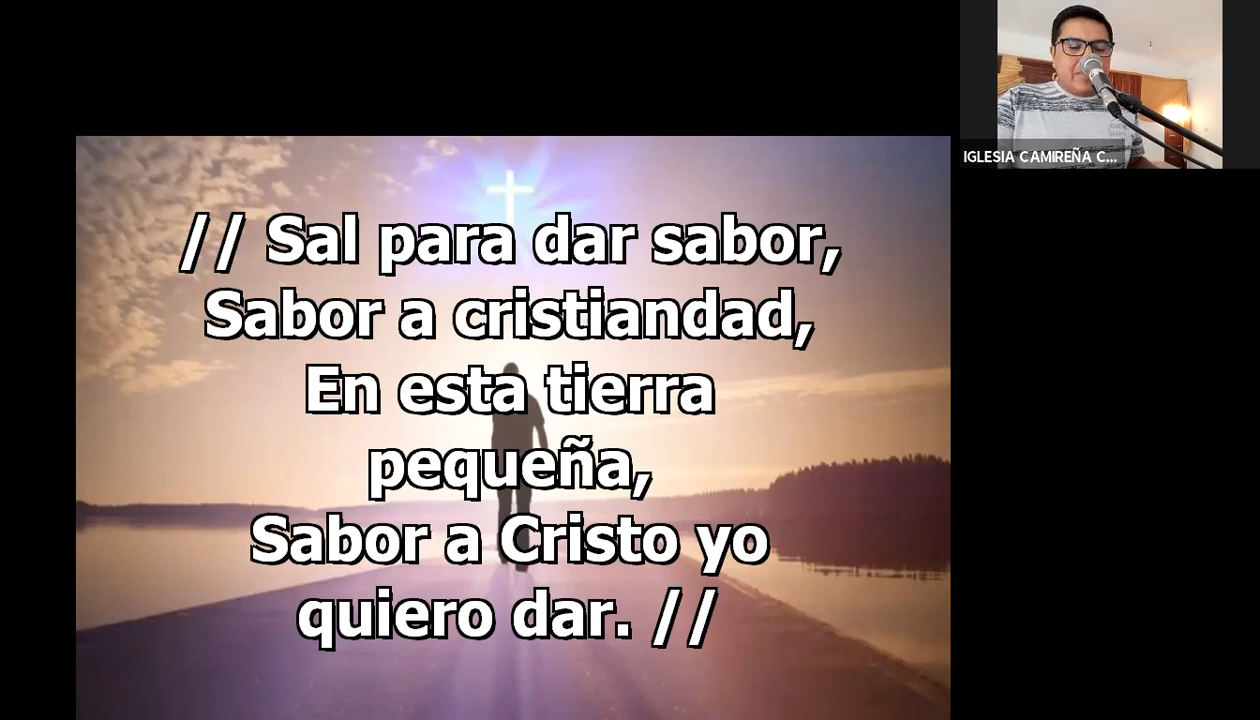 // Sal para dar sabor,
Sabor a cristiandad,
En esta tierra
pequeña,
Sabor a Cristo yo
quiero dar. //
IGLESIA CAMIREÑA C...